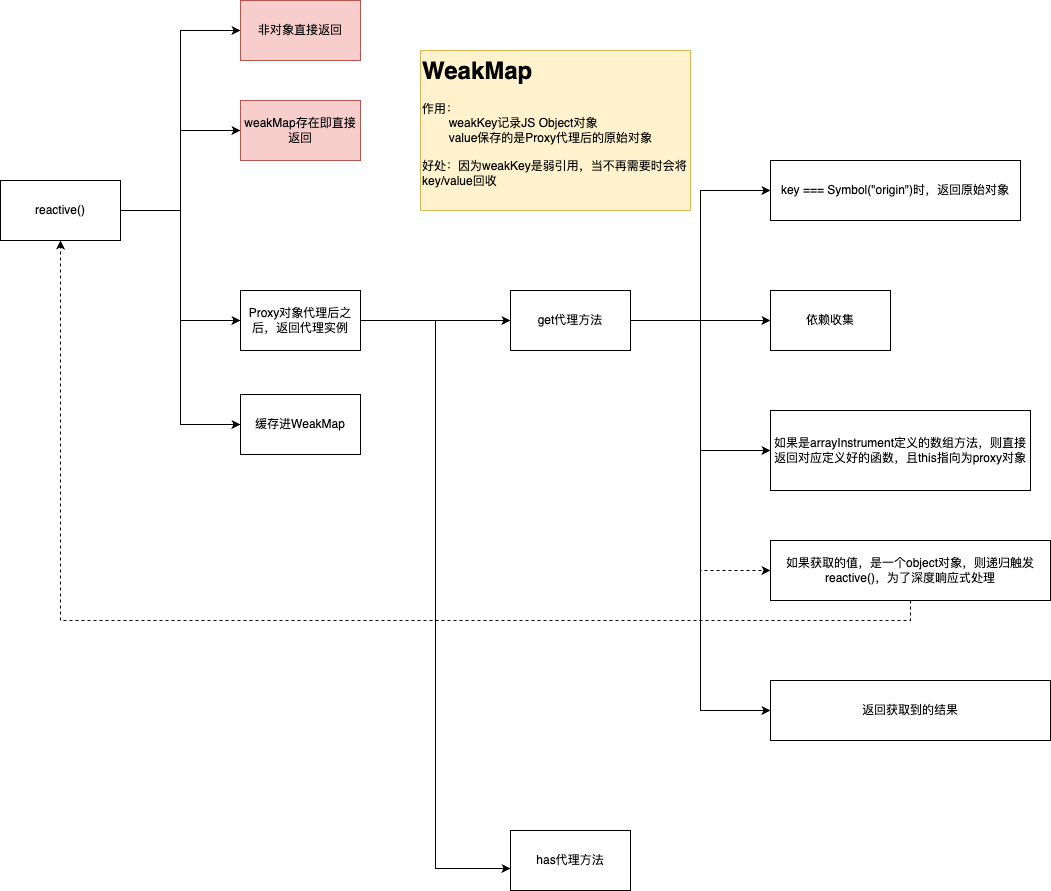 非对象直接返回
weakMap存在即直接
返回
WeakMap
作用：
weakKey记录JS Object对象
value保存的是Proxy代理后的原始对象
好处：因为weakKey是弱引用，当不再需要时会将
key/value回收
reactive()
key === Symbol("origin")时，返回原始对象
Proxy对象代理后之
后，返回代理实例
get代理方法
依赖收集
缓存进WeakMap
如果是arrayInstrument定义的数组方法，则直接
返回对应定义好的函数，且this指向为proxy对象
如果获取的值，是一个object对象，则递归触发
reactive()，为了深度响应式处理
返回获取到的结果
has代理方法